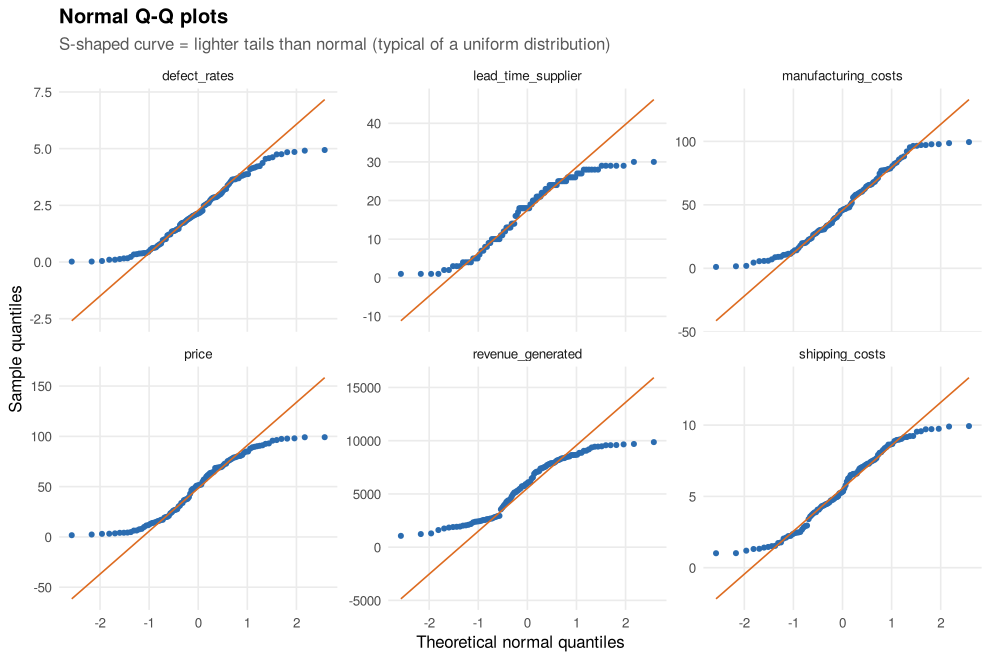 Normal Q-Q plots
S-shaped curve = lighter tails than normal (typical of a uniform distribution)
defect_rates
lead_time_supplier
manufacturing_costs
7.5
5.0
2.5
0.0
-2.5
40
30
20
10
0
-10
100
50
0
-50
Sample quantiles
price
revenue_generated
shipping_costs
150
100
50
0
-50
15000
10000
5000
0
-5000
10
5
0
-2 -1 0 1 2
-2 -1 0 1 2
-2 -1 0 1 2
Theoretical normal quantiles